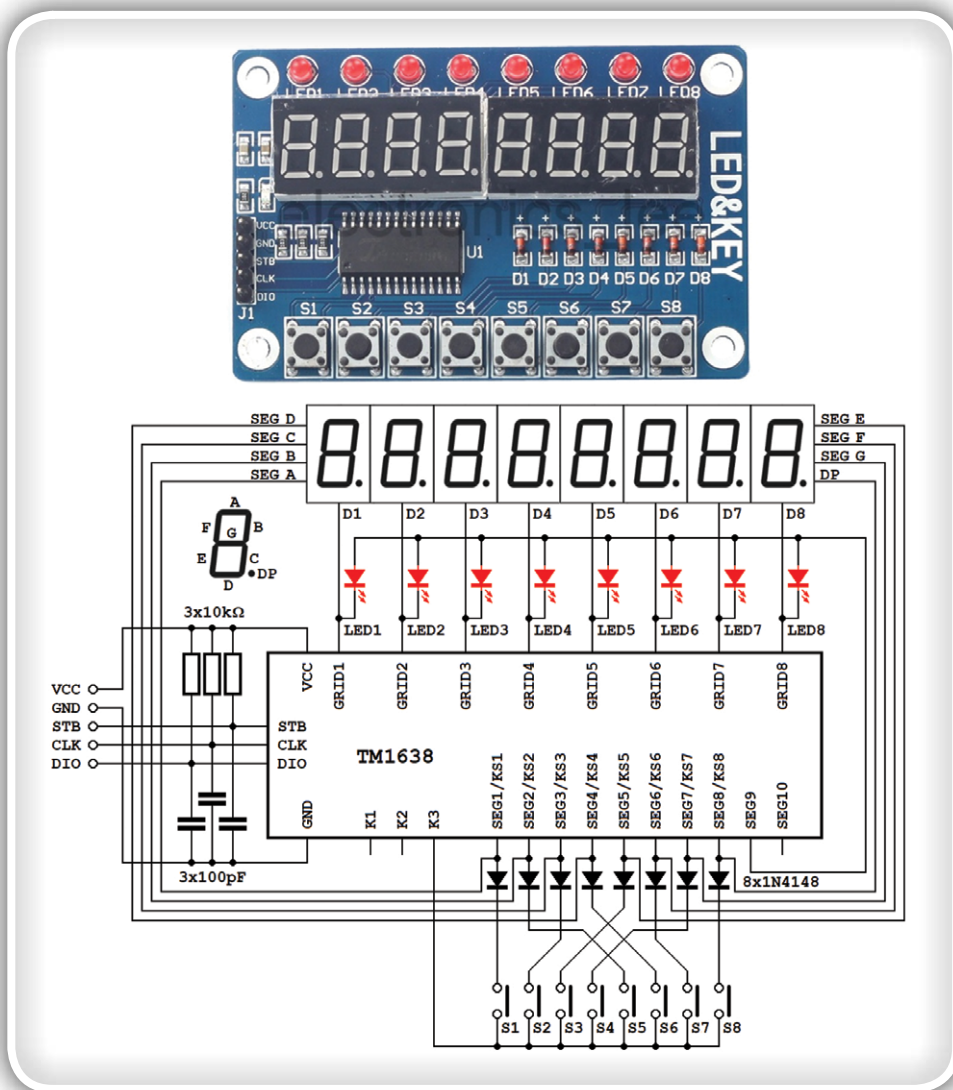 LED1 LED2 LED3 LED4 LED5 LED6 LED7 LED8
LED&KEY
electronics_lee
VCC
GND
STB
CLK
DIO
J1
U1
+ + + + + + + +
D1 D2 D3 D4 D5 D6 D7 D8
S1 S2 S3 S4 S5 S6 S7 S8
SEG D
SEG C
SEG B
SEG A
SEG E
SEG F
SEG G
DP
D1 D2 D3 D4 D5 D6 D7 D8
A
F G B
E C
D DP
3x10kΩ
LED1 LED2 LED3 LED4 LED5 LED6 LED7 LED8
VCC GRID1 GRID2 GRID3 GRID4 GRID5 GRID6 GRID7 GRID8
VCC
GND
STB
CLK
DIO
STB
CLK
DIO
TM1638
GND K1 K2 K3 SEG1/KS1 SEG2/KS2 SEG3/KS3 SEG4/KS4 SEG5/KS5 SEG6/KS6 SEG7/KS7 SEG8/KS8 SEG9 SEG10
3x100pF
8x1N4148
S1 S2 S3 S4 S5 S6 S7 S8